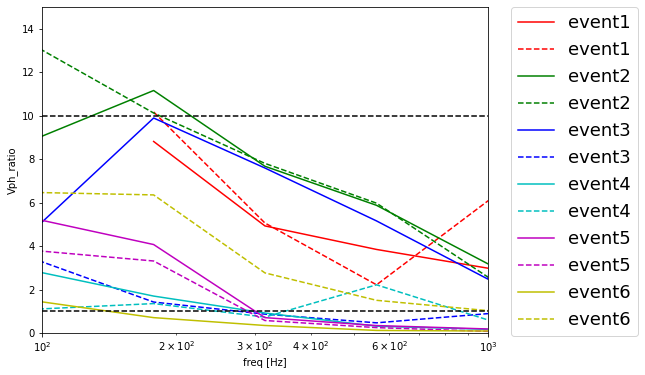 14
12
10
8
6
4
2
0
Vph_ratio
10²
2 × 10²
3 × 10²
4 × 10²
6 × 10²
10³
freq [Hz]
event1
event1
event2
event2
event3
event3
event4
event4
event5
event5
event6
event6